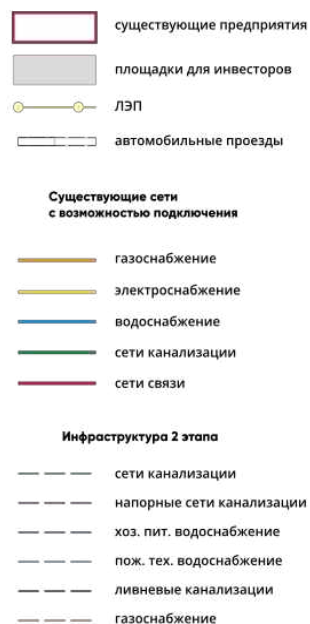 существующие предприятия
площадки для инвесторов
ЛЭП
автомобильные проезды
Существующие сети
с возможностью подключения
газоснабжение
электроснабжение
водоснабжение
сети канализации
сети связи
Инфраструктура 2 этапа
сети канализации
напорные сети канализации
хоз. пит. водоснабжение
пож. тех. водоснабжение
ливневые канализации
газоснабжение